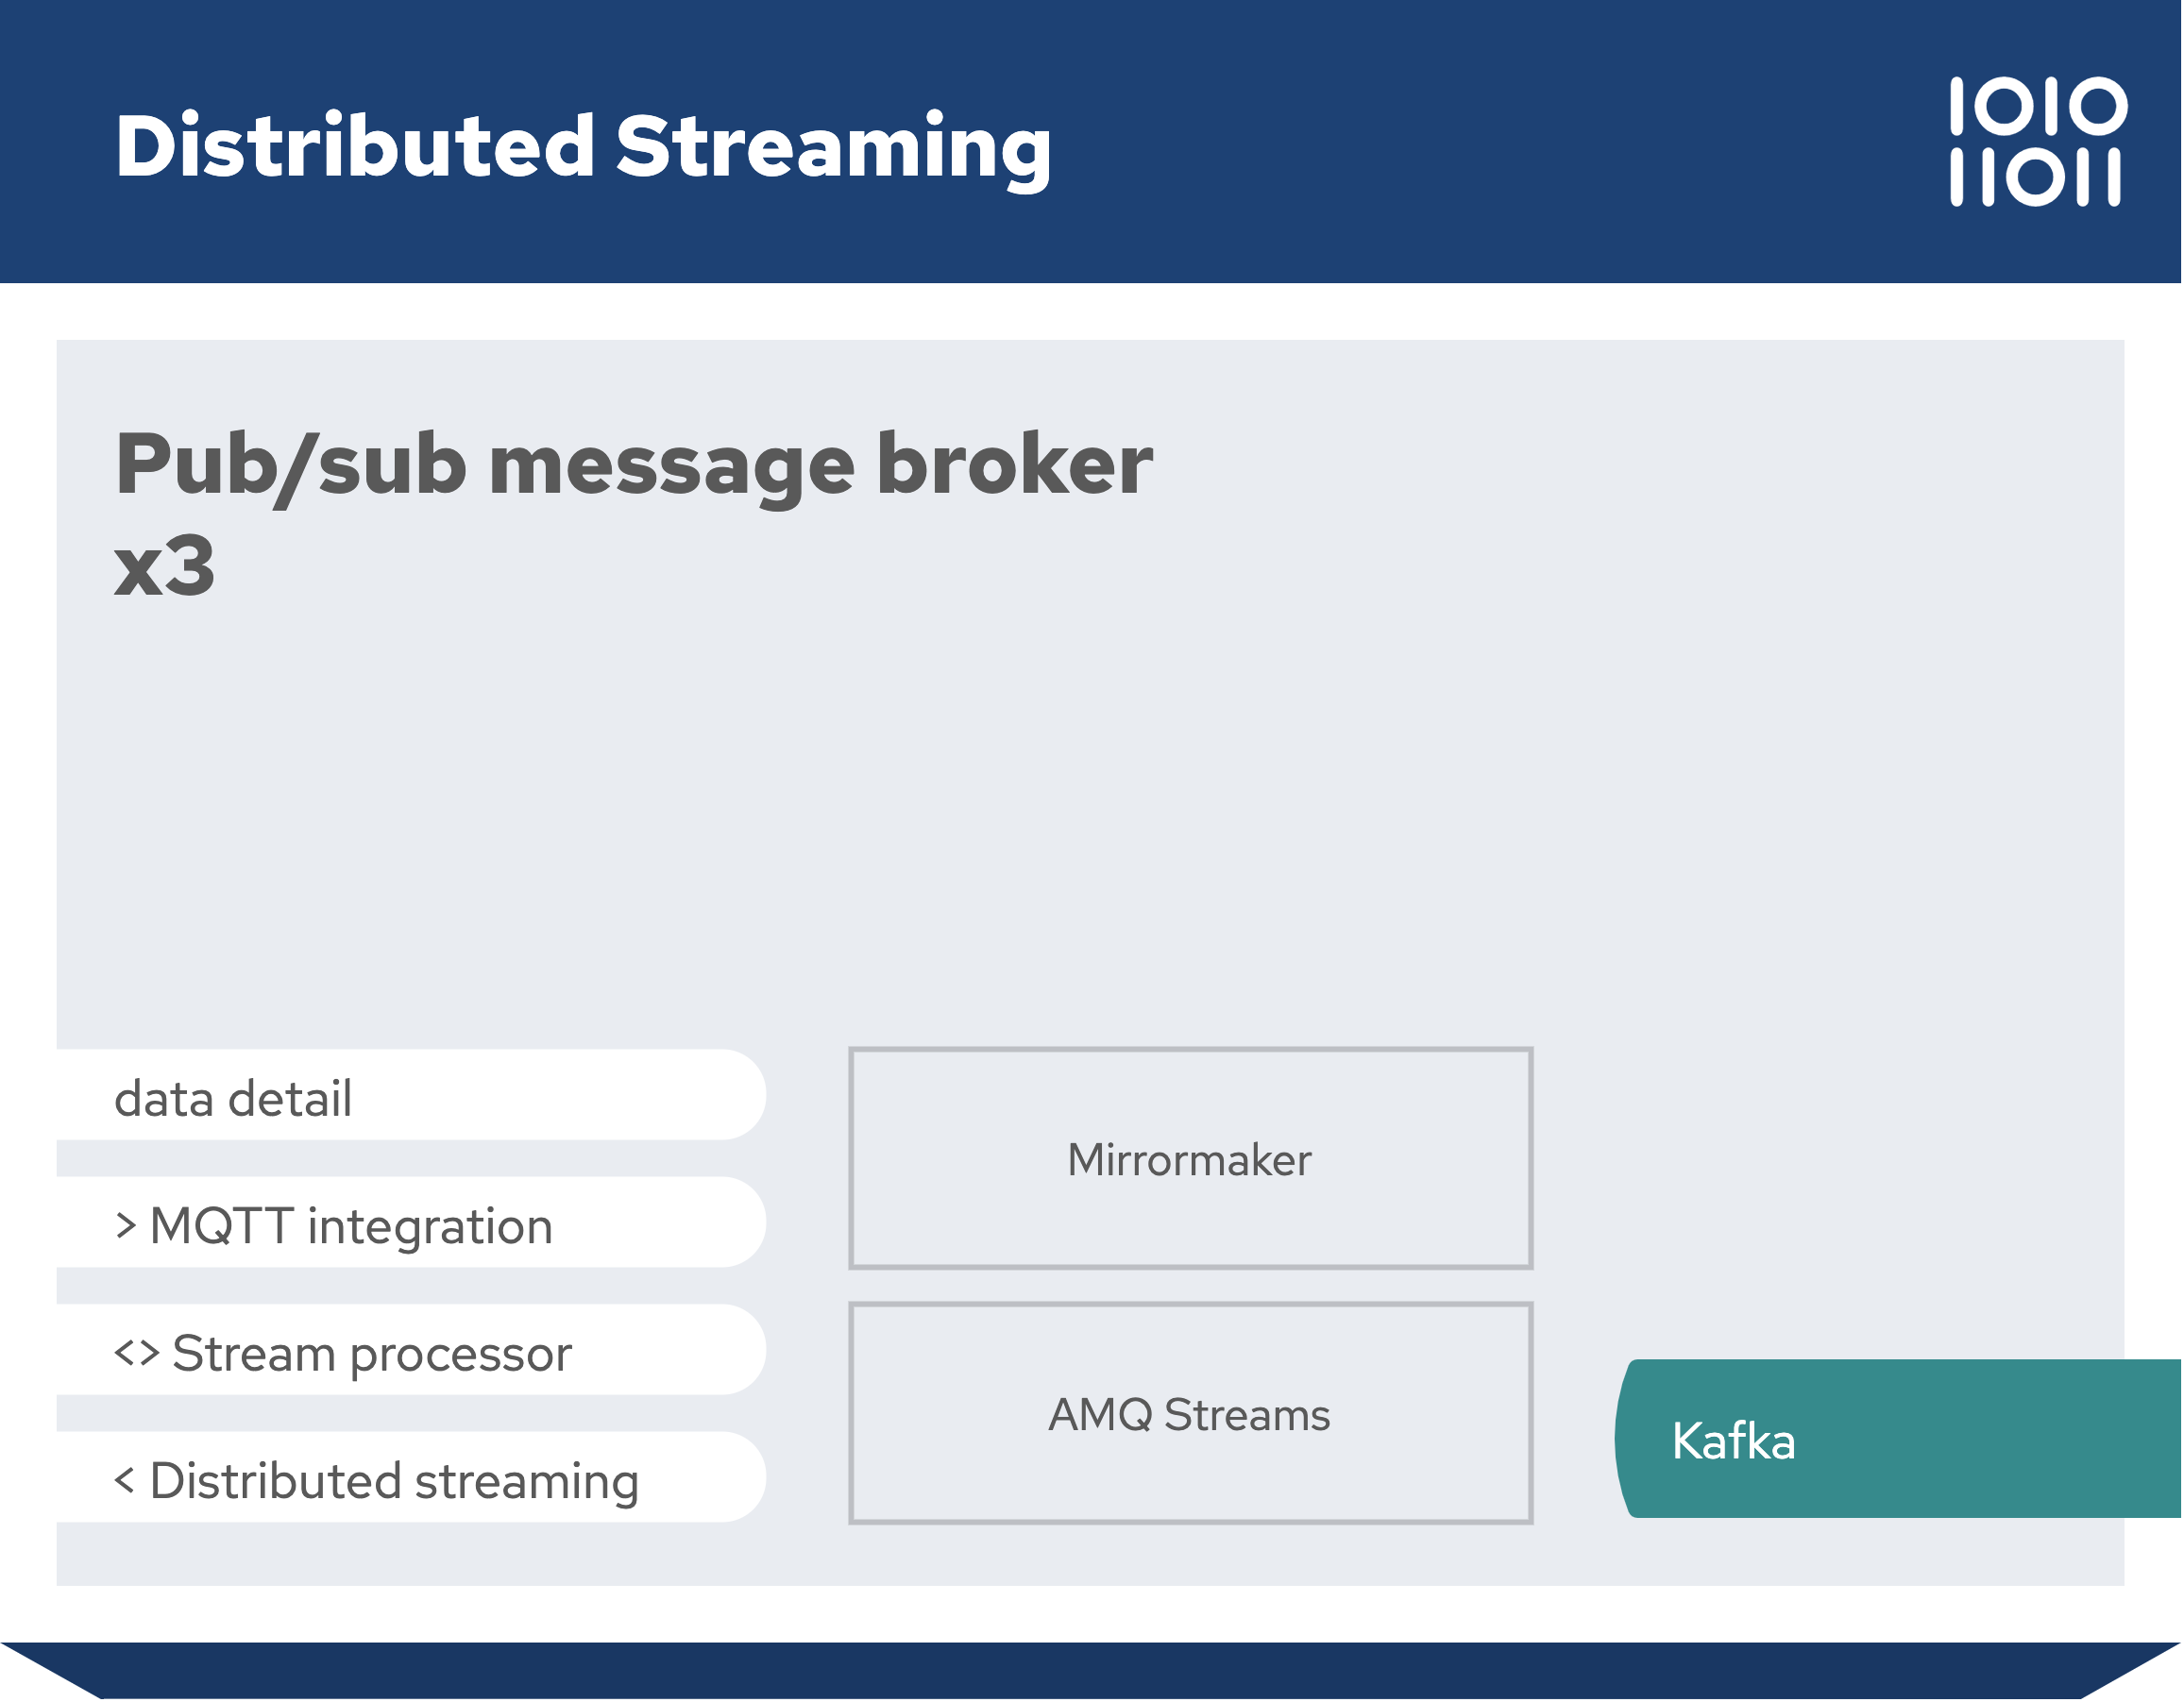 Distributed Streaming
1010
11011
Pub/sub message broker
x3
data detail
> MQTT integration
<> Stream processor
< Distributed streaming
Mirrormaker
AMQ Streams
Kafka